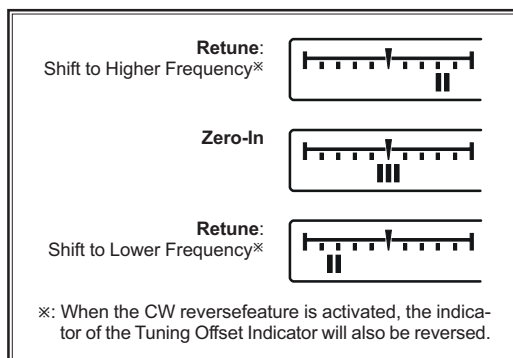 Retune:
Shift to Higher Frequency※
Zero-In
Retune:
Shift to Lower Frequency※
※: When the CW reversefeature is activated, the indica-
tor of the Tuning Offset Indicator will also be reversed.